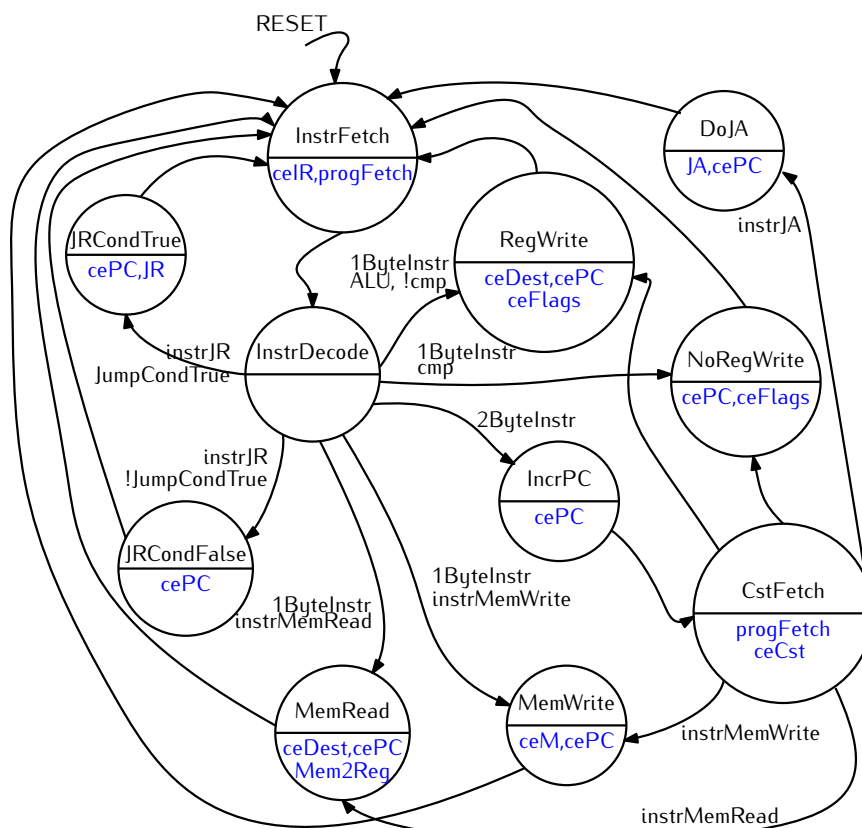 RESET
InstrFetch
ceIR,progFetch
DoJA
JA,cePC
instrJA
JRCondTrue
cePC,JR
RegWrite
ceDest,cePC
ceFlags
1ByteInstr
ALU, !cmp
InstrDecode
instrJR
JumpCondTrue
1ByteInstr
cmp
NoRegWrite
cePC,ceFlags
2ByteInstr
instrJR
!JumpCondTrue
IncrPC
cePC
JRCondFalse
cePC
1ByteInstr
instrMemRead
1ByteInstr
instrMemWrite
CstFetch
progFetch
ceCst
MemRead
ceDest,cePC
Mem2Reg
MemWrite
ceM,cePC
instrMemWrite
instrMemRead